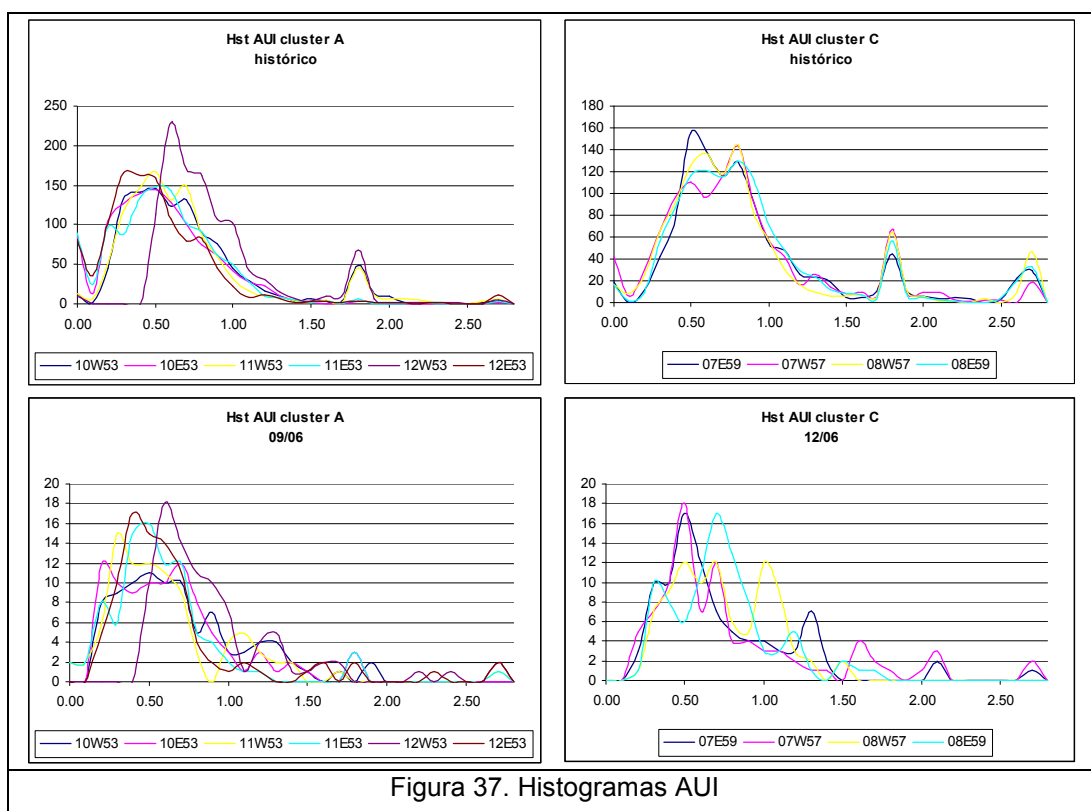 Hst AUI cluster A
histórico
250
200
150
100
50
0
0.00 0.50 1.00 1.50 2.00 2.50
10W53 10E53 11W53 11E53 12W53 12E53
Hst AUI cluster C
histórico
180
160
140
120
100
80
60
40
20
0
0.00 0.50 1.00 1.50 2.00 2.50
07E59 07W57 08W57 08E59
Hst AUI cluster A
09/06
20
18
16
14
12
10
8
6
4
2
0
0.00 0.50 1.00 1.50 2.00 2.50
10W53 10E53 11W53 11E53 12W53 12E53
Hst AUI cluster C
12/06
20
18
16
14
12
10
8
6
4
2
0
0.00 0.50 1.00 1.50 2.00 2.50
07E59 07W57 08W57 08E59
Figura 37. Histogramas AUI